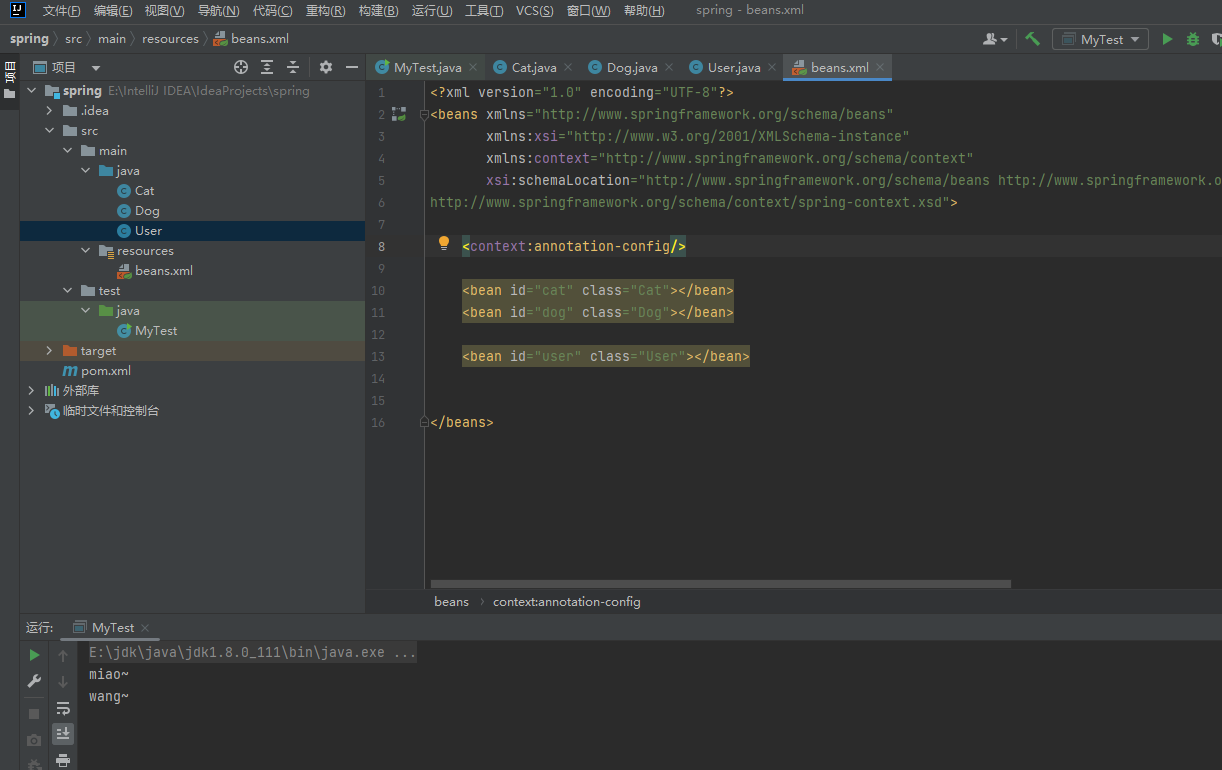 文件(F) 编辑(E) 视图(V) 导航(N) 代码(C) 重构(R) 构建(B) 运行(U) 工具(T) VCS(S) 窗口(W) 帮助(H) spring - beans.xml
spring src main resources beans.xml MyTest
项目
项目 MyTest.java Cat.java Dog.java User.java beans.xml
spring E:\IntelliJ IDEA\IdeaProjects\spring
.idea
src
main
java
Cat
Dog
User
resources
beans.xml
test
java
MyTest
target
pom.xml
外部库
临时文件和控制台
1 <?xml version="1.0" encoding="UTF-8"?>
2 <beans xmlns="http://www.springframework.org/schema/beans"
3 xmlns:xsi="http://www.w3.org/2001/XMLSchema-instance"
4 xmlns:context="http://www.springframework.org/schema/context"
5 xsi:schemaLocation="http://www.springframework.org/schema/beans http://www.springframework.o
6 http://www.springframework.org/schema/context/spring-context.xsd">
7
8 <context:annotation-config/>
9
10 <bean id="cat" class="Cat"></bean>
11 <bean id="dog" class="Dog"></bean>
12
13 <bean id="user" class="User"></bean>
14
15
16 </beans>
beans context:annotation-config
运行: MyTest
E:\jdk\java\jdk1.8.0_111\bin\java.exe ...
miao~
wang~